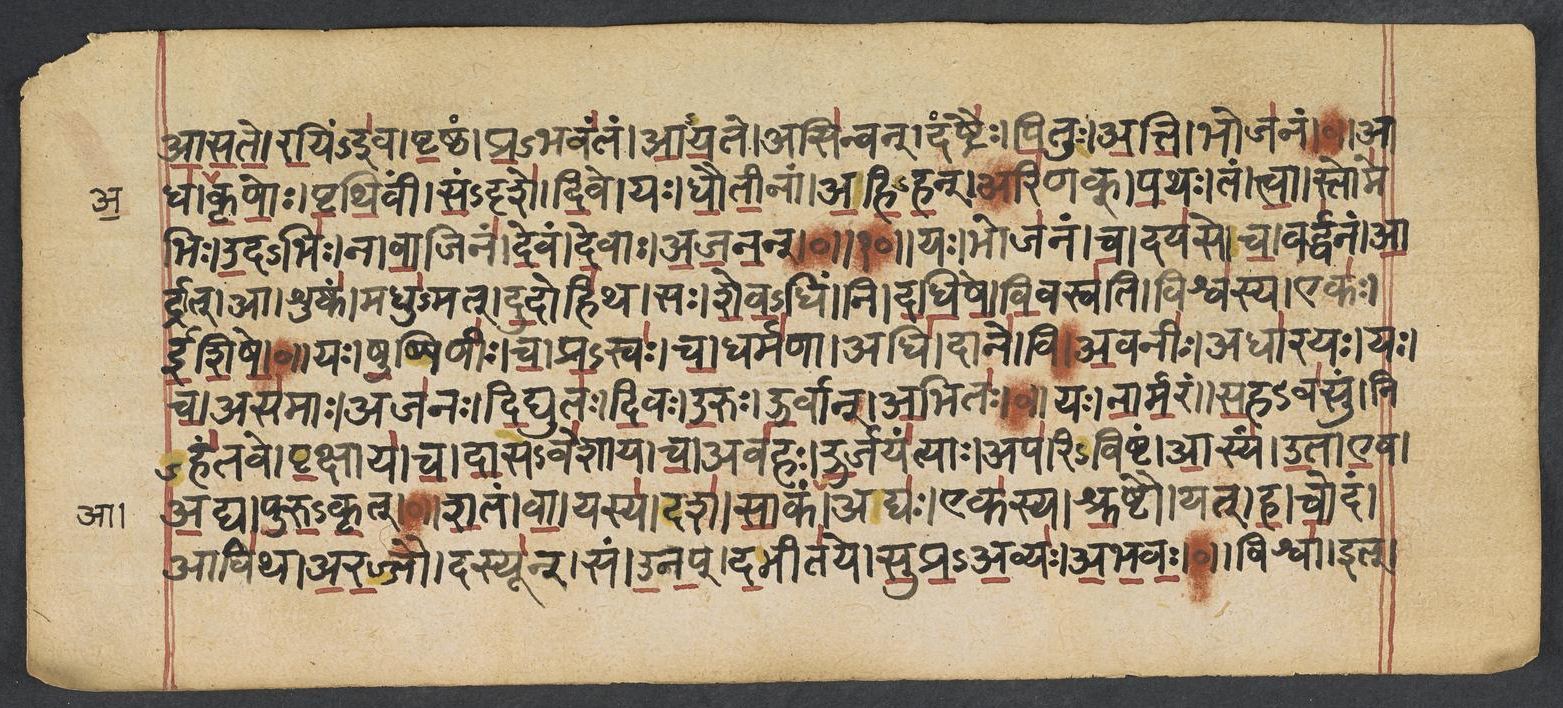 आसते।रयिंऽइव।पृष्ठं।प्रऽभवंतं।आयते।असिन्वन्।दंष्ट्रैः।पितुः।अत्ति।भोजनं।०।अ
ध।अकृणोः।पृथिवीं।संऽदृशे।दिवे।यः।धौतीनां।अहिऽहन्।अरिणक्।पथः।तं।त्वा।स्तोमे
अ
भिः।उदऽभिः।न।वाजिनं।देवं।देवाः।अजनन्।०।१०।यः।भोजनं।च।दयसे।च।वर्द्धनं।आ
र्द्रात्।आ।शुष्कं।मधुऽमत्।दुदोहिथ।सः।शेवऽधिं।नि।दधिषे।विवस्वति।विश्वस्य।एकः।
ईशिषे।०।यः।पुष्पिणीः।च।प्रऽस्वः।च।धर्मणा।अधि।दाने।वि।अवनीः।अधारयः।यः।
च।असमाः।अजनः।दिद्युतः।दिवः।उरुः।ऊर्वान्।अभितः।०।यः।नार्मरं।सहऽवसुं।नि
ऽहंतवे।पृक्षाय।च।दासऽवेशाय।च।अवहः।ऊर्जयंत्याः।अपरिऽविष्टं।आस्यं।उत।एव।
अद्य।पुरुऽकृत्।०।शतं।वा।यस्य।दश।साकं।आ।अद्यः।एकस्य।श्रुष्टौ।यत्।ह।चोदं।
आ।
आविथ।अरज्जौ।दस्यून्।सं।उनप्।दभीतये।सुप्रऽअव्यः।अभवः।०।विश्वा।इत्।